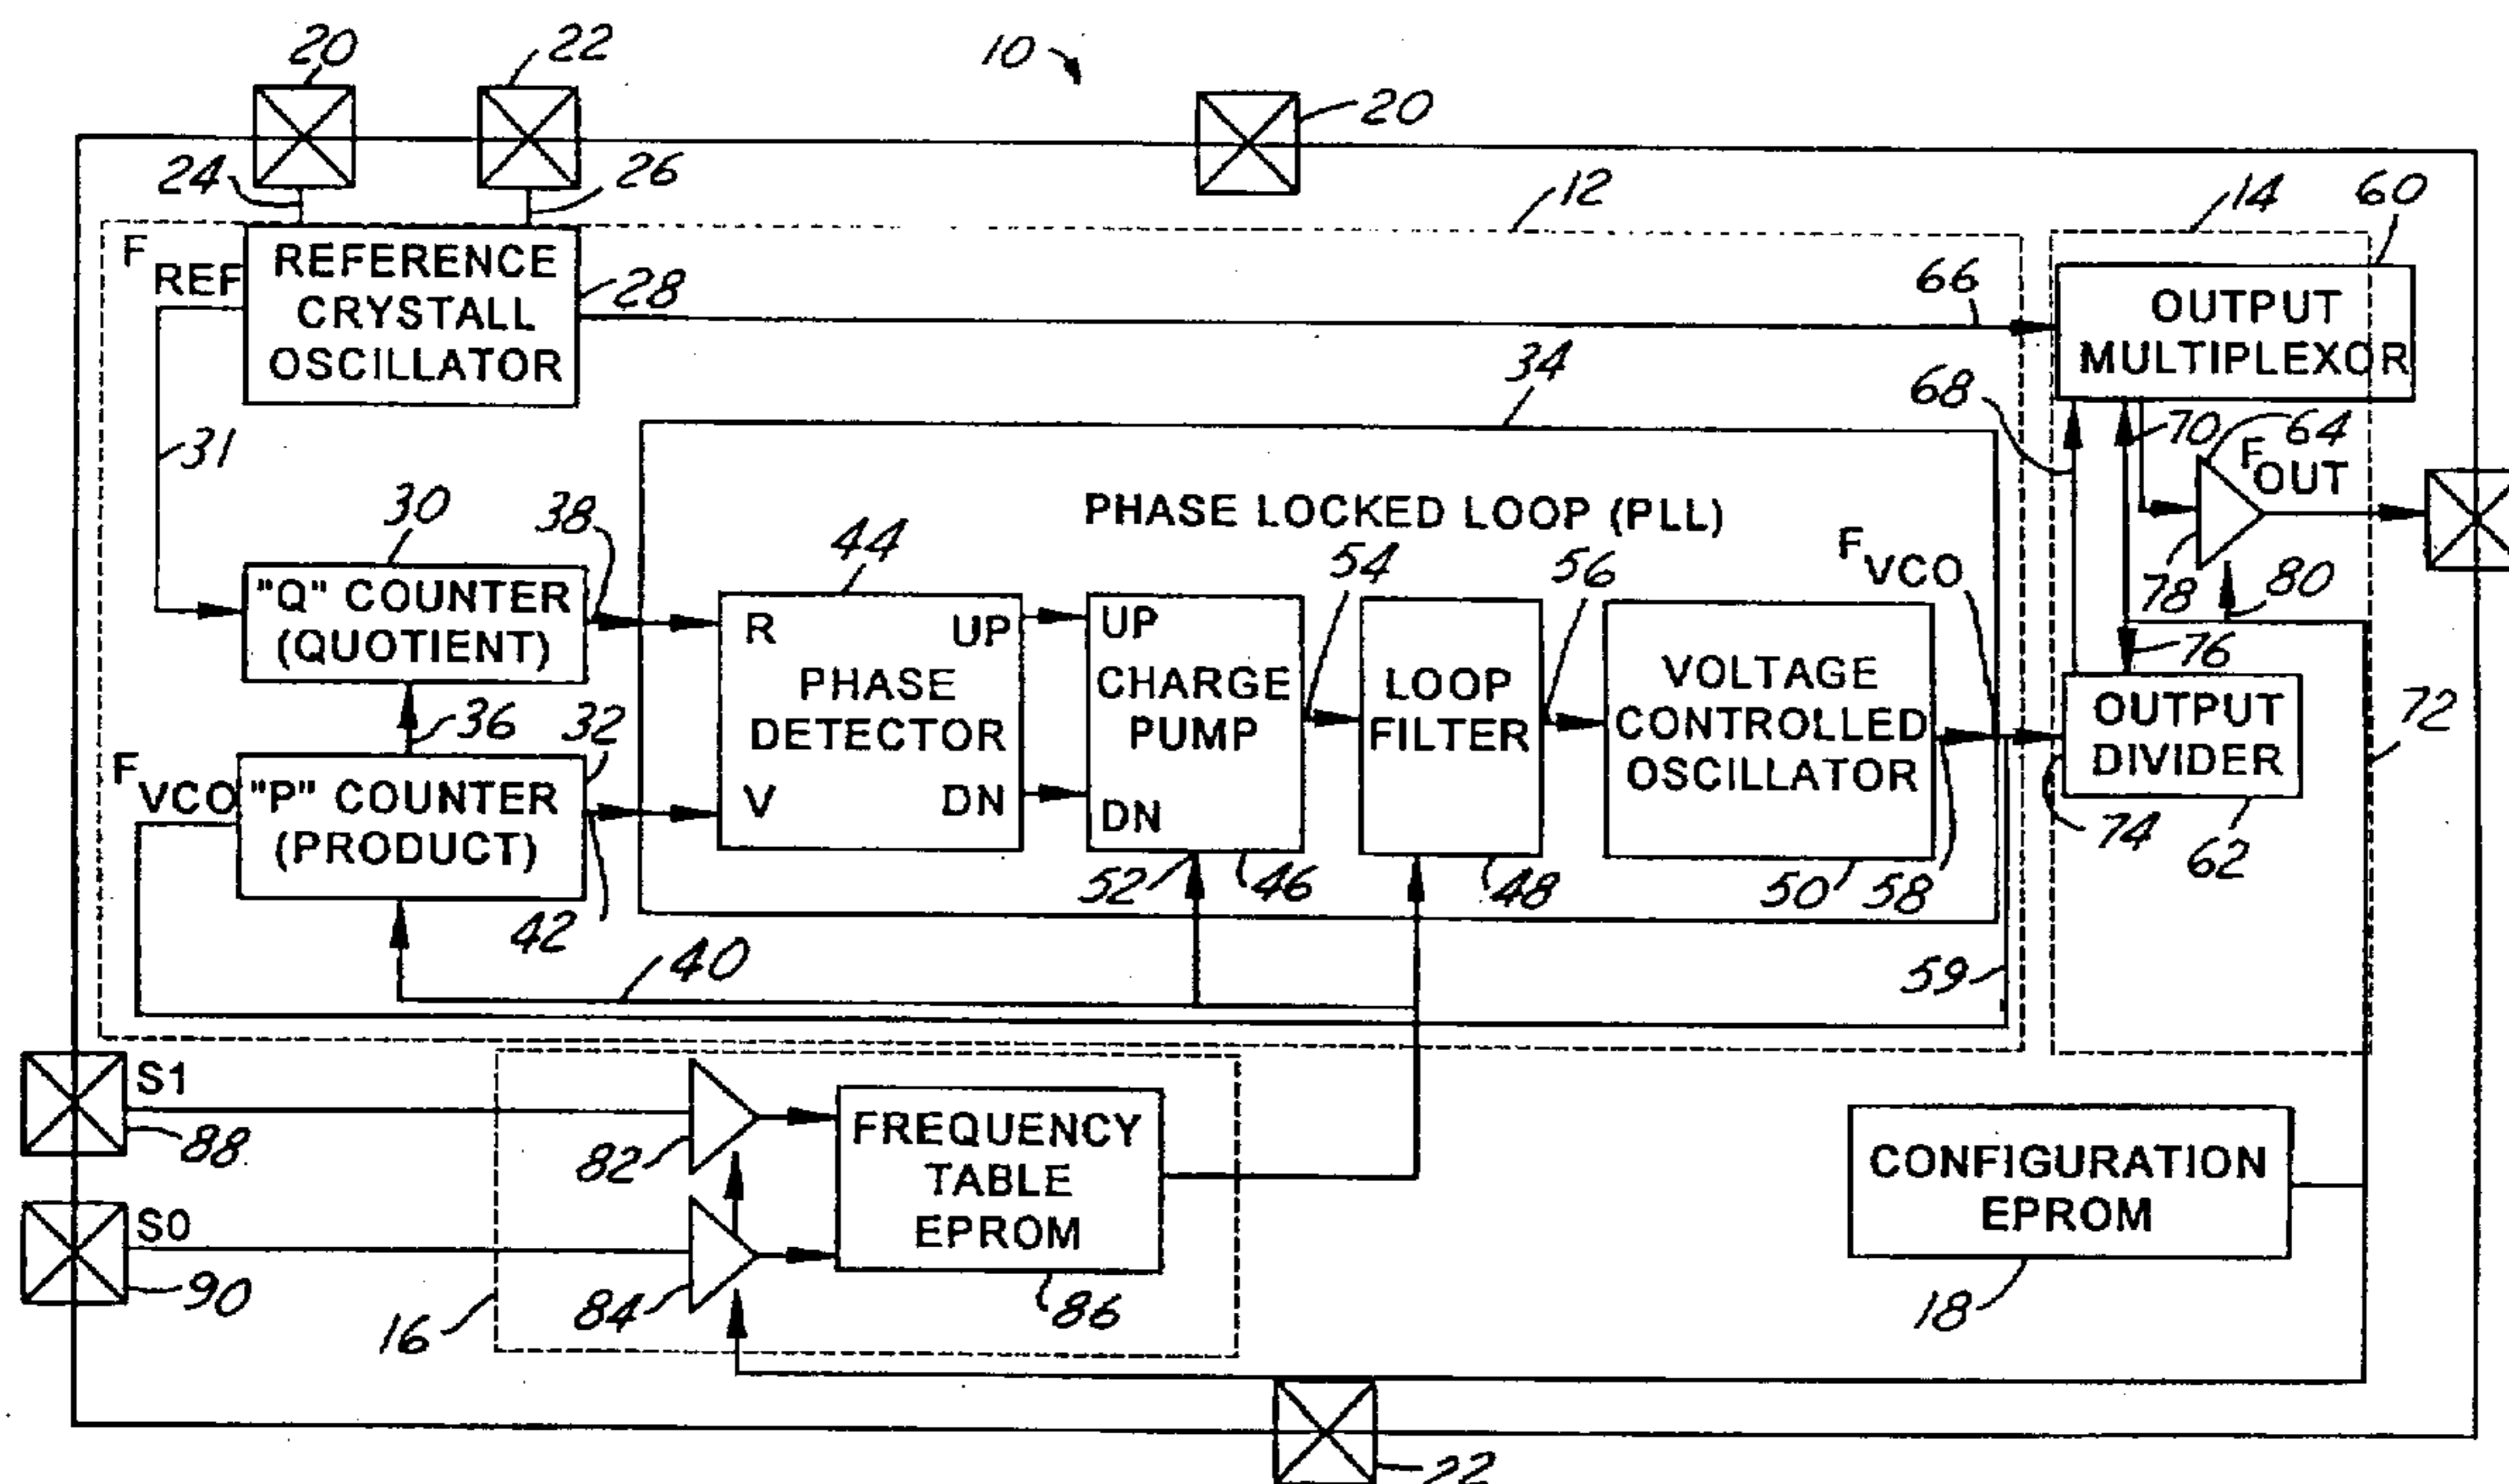 20
22
10
20
24
26
12
14
60
F REF
REFERENCE
CRYSTALL
OSCILLATOR
28
66
OUTPUT
MULTIPLEXOR
34
68
31
70
64
F OUT
30
38
PHASE LOCKED LOOP (PLL)
44
54
56
F VCO
78
80
"Q" COUNTER
(QUOTIENT)
R
UP
UP
PHASE
DETECTOR
CHARGE
PUMP
LOOP
FILTER
VOLTAGE
CONTROLLED
OSCILLATOR
76
OUTPUT
DIVIDER
72
36
32
F VCO
"P" COUNTER
(PRODUCT)
V
DN
DN
74
62
42
52
46
48
50
58
40
59
S1
88
82
FREQUENCY
TABLE
EPROM
CONFIGURATION
EPROM
S0
90
84
86
16
18
22